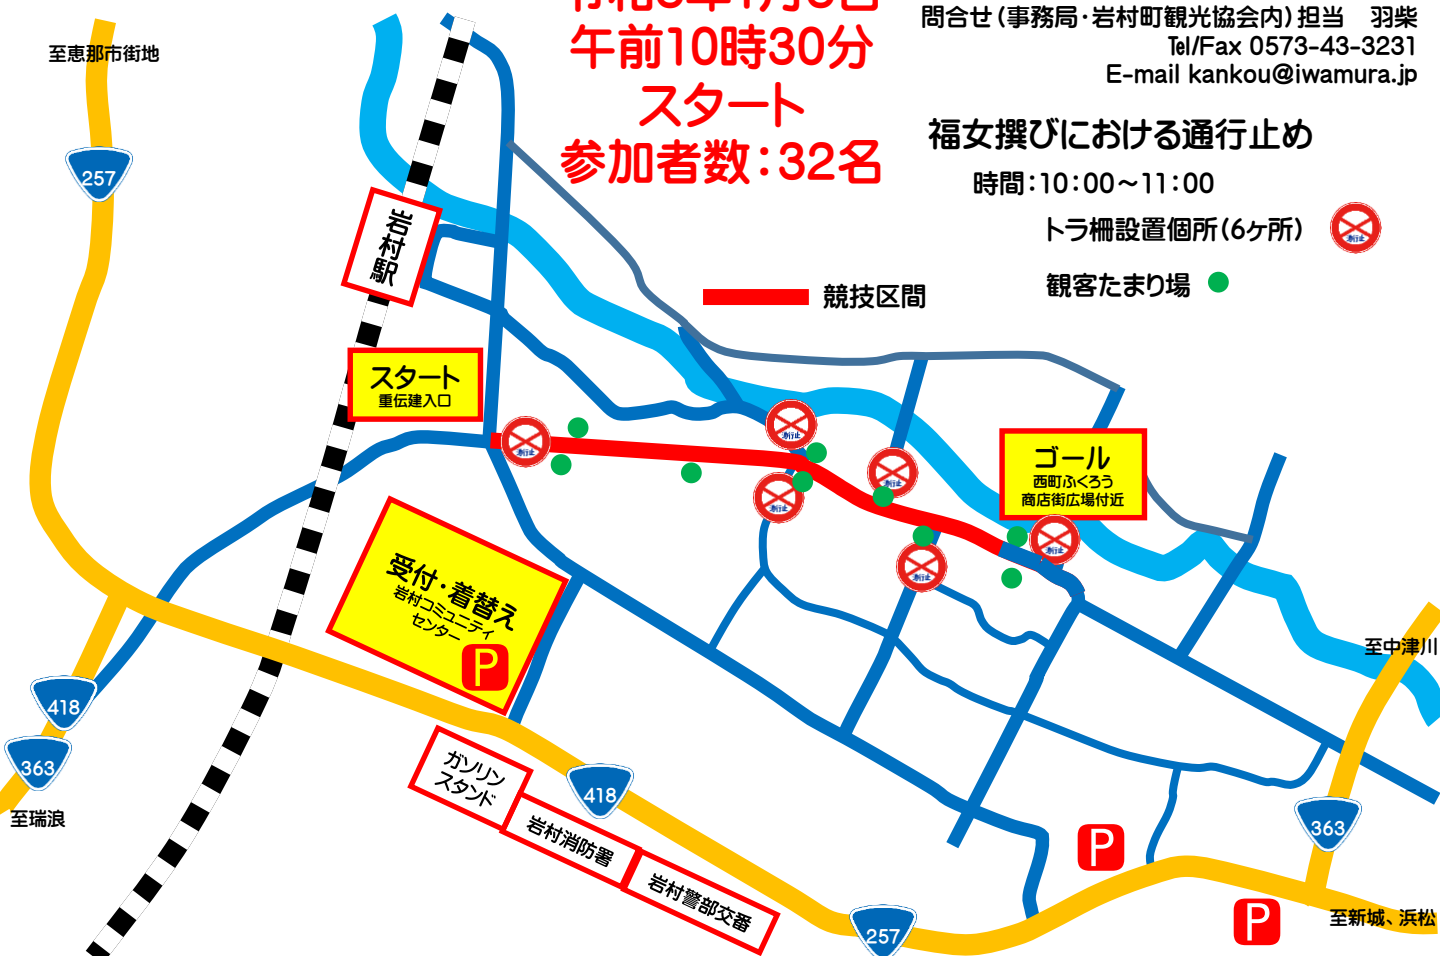 午前10時30分
スタート
参加者数：32名
問合せ（事務局・岩村町観光協会内）担当　羽柴
Tel/Fax 0573-43-3231
E-mail kankou@iwamura.jp
福女撰びにおける通行止め
時間：10：00～11：00
トラ柵設置個所（6ヶ所）
観客たまり場
競技区間
至恵那市街地
257
岩村駅
スタート
重伝建入口
ゴール
西町ふくろう
商店街広場付近
受付・着替え
岩村コミュニティ
センター
P
418
363
至瑞浪
ガソリン
スタンド
岩村消防署
岩村警部交番
418
257
P
P
363
至中津川
至新城、浜松